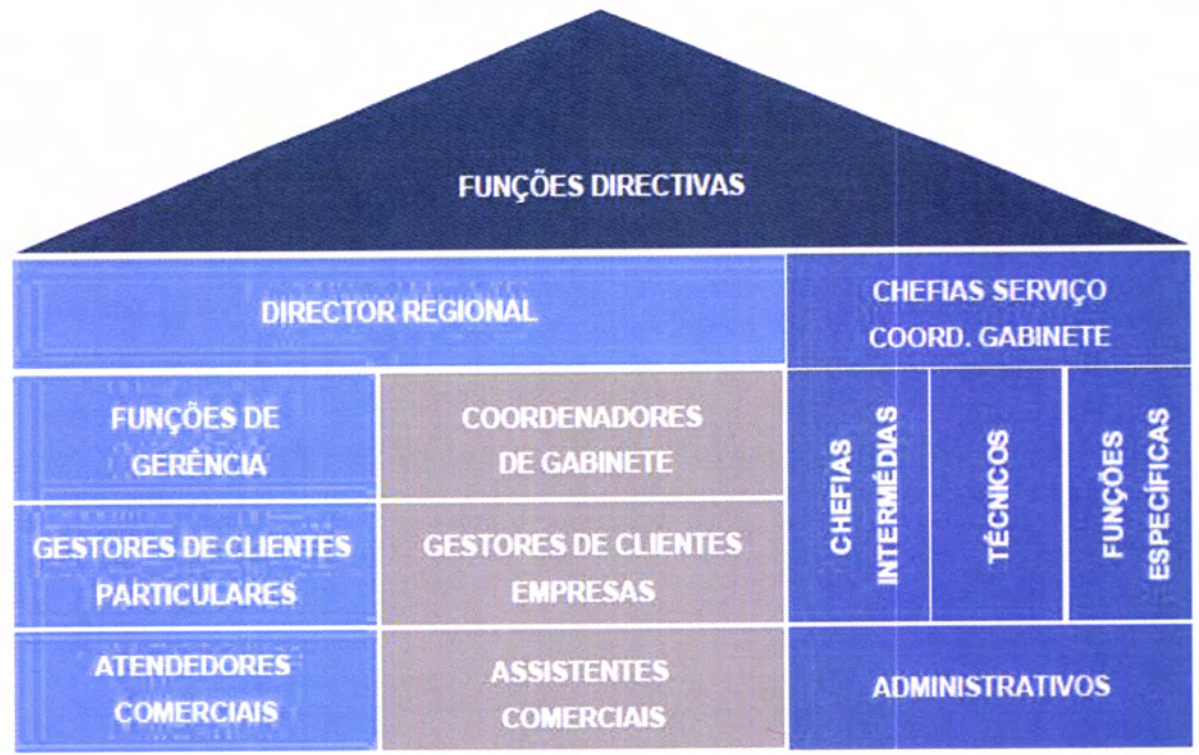 FUNÇÕES DIRECTIVAS
DIRECTOR REGIONAL
CHEFIAS SERVIÇO
COORD. GABINETE
FUNÇÕES DE
GERÊNCIA
COORDENADORES
DE GABINETE
CHEFIAS
INTERMÉDIAS
TÉCNICOS
FUNÇÕES
ESPECÍFICAS
GESTORES DE CLIENTES
PARTICULARES
GESTORES DE CLIENTES
EMPRESAS
ATENDEDORES
COMERCIAIS
ASSISTENTES
COMERCIAIS
ADMINISTRATIVOS